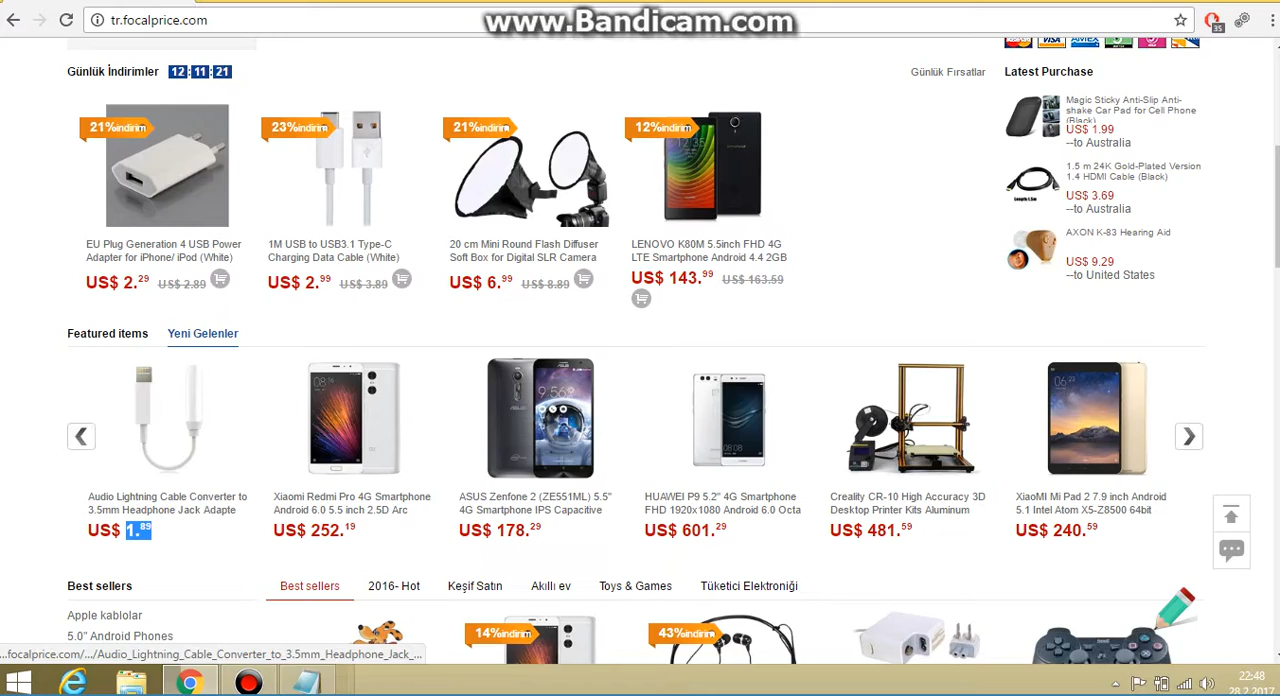 tr.focalprice.com
www.Bandicam.com
35
VISA
AMEX
Günlük İndirimler 12:11:21
Günlük Fırsatlar
Latest Purchase
21%indirim
23%indirim
21%indirim
12%indirim
EU Plug Generation 4 USB Power
Adapter for iPhone/ iPod (White)
US$ 2.29 US$ 2.89
1M USB to USB3.1 Type-C
Charging Data Cable (White)
US$ 2.99 US$ 3.89
20 cm Mini Round Flash Diffuser
Soft Box for Digital SLR Camera
US$ 6.99 US$ 8.89
LENOVO K80M 5.5inch FHD 4G
LTE Smartphone Android 4.4 2GB
US$ 143.99 US$ 163.59
Magic Sticky Anti-Slip Anti-
shake Car Pad for Cell Phone
(Black)
US$ 1.99
--to Australia
1.5 m 24K Gold-Plated Version
1.4 HDMI Cable (Black)
US$ 3.69
--to Australia
AXON K-83 Hearing Aid
US$ 9.29
--to United States
Featured items Yeni Gelenler
Audio Lightning Cable Converter to
3.5mm Headphone Jack Adapte
US$ 1.89
Xiaomi Redmi Pro 4G Smartphone
Android 6.0 5.5 inch 2.5D Arc
US$ 252.19
ASUS Zenfone 2 (ZE551ML) 5.5"
4G Smartphone IPS Capacitive
US$ 178.29
HUAWEI P9 5.2" 4G Smartphone
FHD 1920x1080 Android 6.0 Octa
US$ 601.29
Creality CR-10 High Accuracy 3D
Desktop Printer Kits Aluminum
US$ 481.59
XiaoMI Mi Pad 2 7.9 inch Android
5.1 Intel Atom X5-Z8500 64bit
US$ 240.59
Best sellers
Best sellers 2016- Hot Keşif Satın Akıllı ev Toys & Games Tüketici Elektroniği
Apple kablolar
5.0" Android Phones
14%indirim
43%indirim
...focalprice.com/.../Audio_Lightning_Cable_Converter_to_3.5mm_Headphone_Jack_...
22:48
28.2.2017